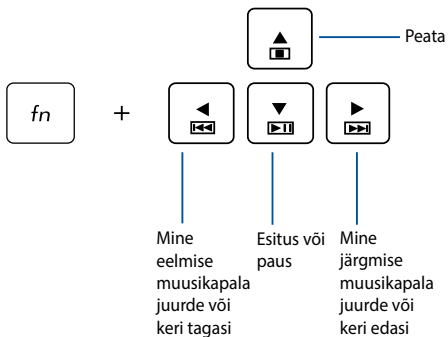 Peata
fn +
Mine
eelmise
muusikapala
juurde või
keri tagasi
Esitus või
paus
Mine
järgmise
muusikapala
juurde või
keri edasi